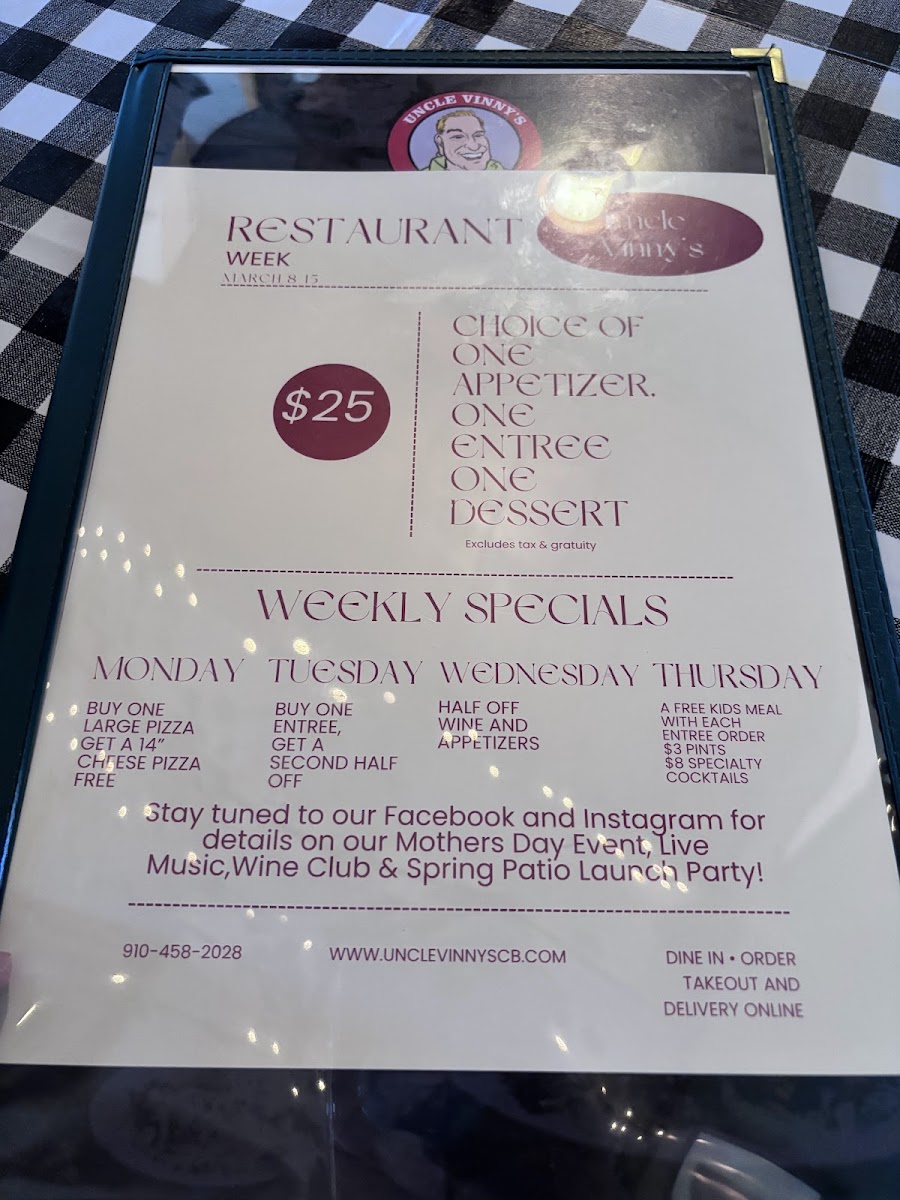 UNCLE VINNY'S
RESTAURANT
WEEK
MARCH 8-15
Uncle
Vinny's
$25
CHOICE OF
ONE
APPETIZER.
ONE
ENTREE
ONE
DESSERT
Excludes tax & gratuity
WEEKLY SPECIALS
MONDAY
BUY ONE
LARGE PIZZA
GET A 14”
CHEESE PIZZA
FREE
TUESDAY
BUY ONE
ENTREE,
GET A
SECOND HALF
OFF
WEDNESDAY
HALF OFF
WINE AND
APPETIZERS
THURSDAY
A FREE KIDS MEAL
WITH EACH
ENTREE ORDER
$3 PINTS
$8 SPECIALTY
COCKTAILS
Stay tuned to our Facebook and Instagram for
details on our Mothers Day Event, Live
Music,Wine Club & Spring Patio Launch Party!
910-458-2028
WWW.UNCLEVINNYSCB.COM
DINE IN • ORDER
TAKEOUT AND
DELIVERY ONLINE